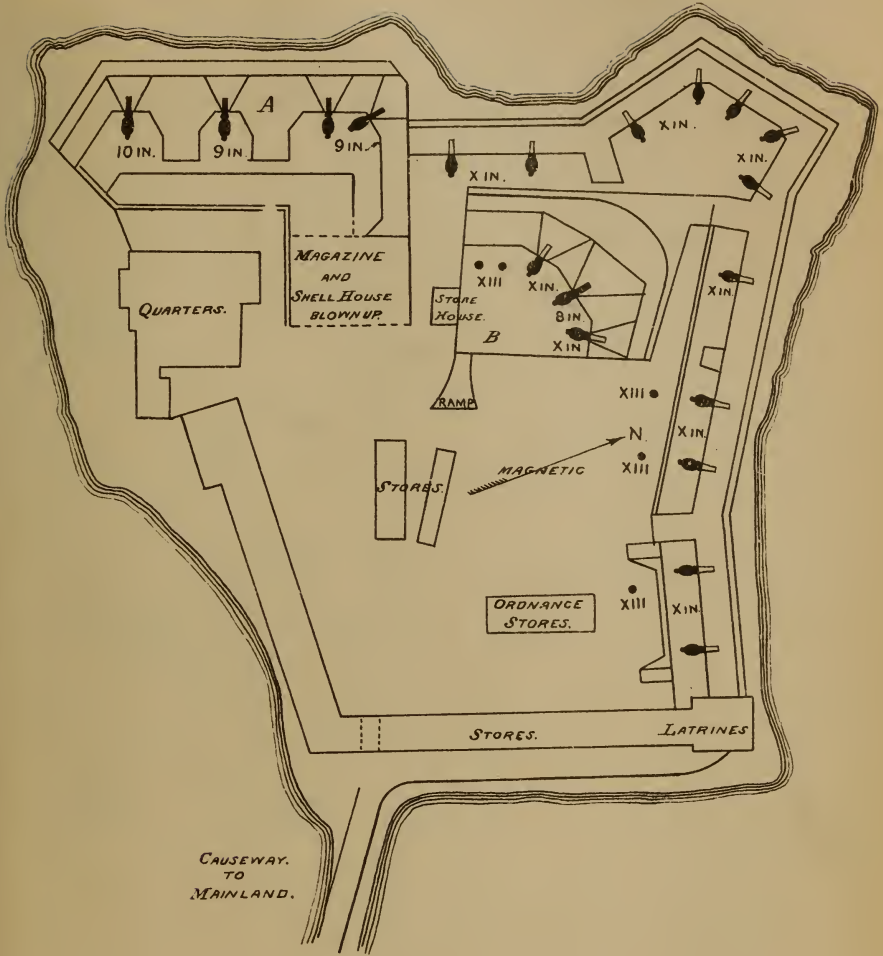 A
10 IN.
9 IN.
9 IN.
X IN.
X IN.
X IN.
MAGAZINE
AND
SHELL HOUSE
BLOWN UP.
QUARTERS.
STORE
HOUSE.
XIII
X IN.
8 IN.
X IN
B
RAMP
X IN.
XIII
X IN.
N.
XIII
MAGNETIC
STORES.
ORDNANCE
STORES.
XIII
X IN.
STORES.
LATRINES
CAUSEWAY.
TO
MAINLAND.